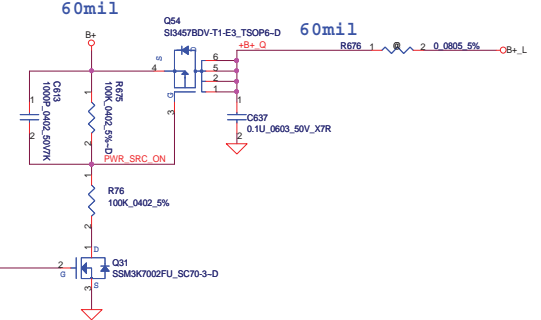 60mil
Q54
SI3457BDV-T1-E3_TSOP6~D
60mil
B+
+B+_Q
R676 1 @ 2 0_0805_5%
B+_L
S
4
6
5
2
1
G
3
1
C613
1000P_0402_50V7K
2
1
R675
100K_0402_5%~D
2
1
C637
0.1U_0603_50V_X7R
2
PWR_SRC_ON
1
R76
100K_0402_5%
2
1
D
Q31
SSM3K7002FU_SC70-3~D
2
G
S
3